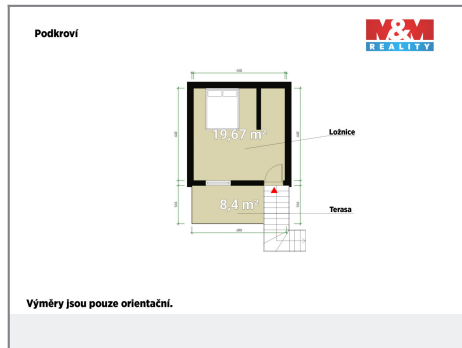 Podkroví
M&M
REALITY
19,67 m²
Ložnice
8,4 m²
Terasa
Výměry jsou pouze orientační.